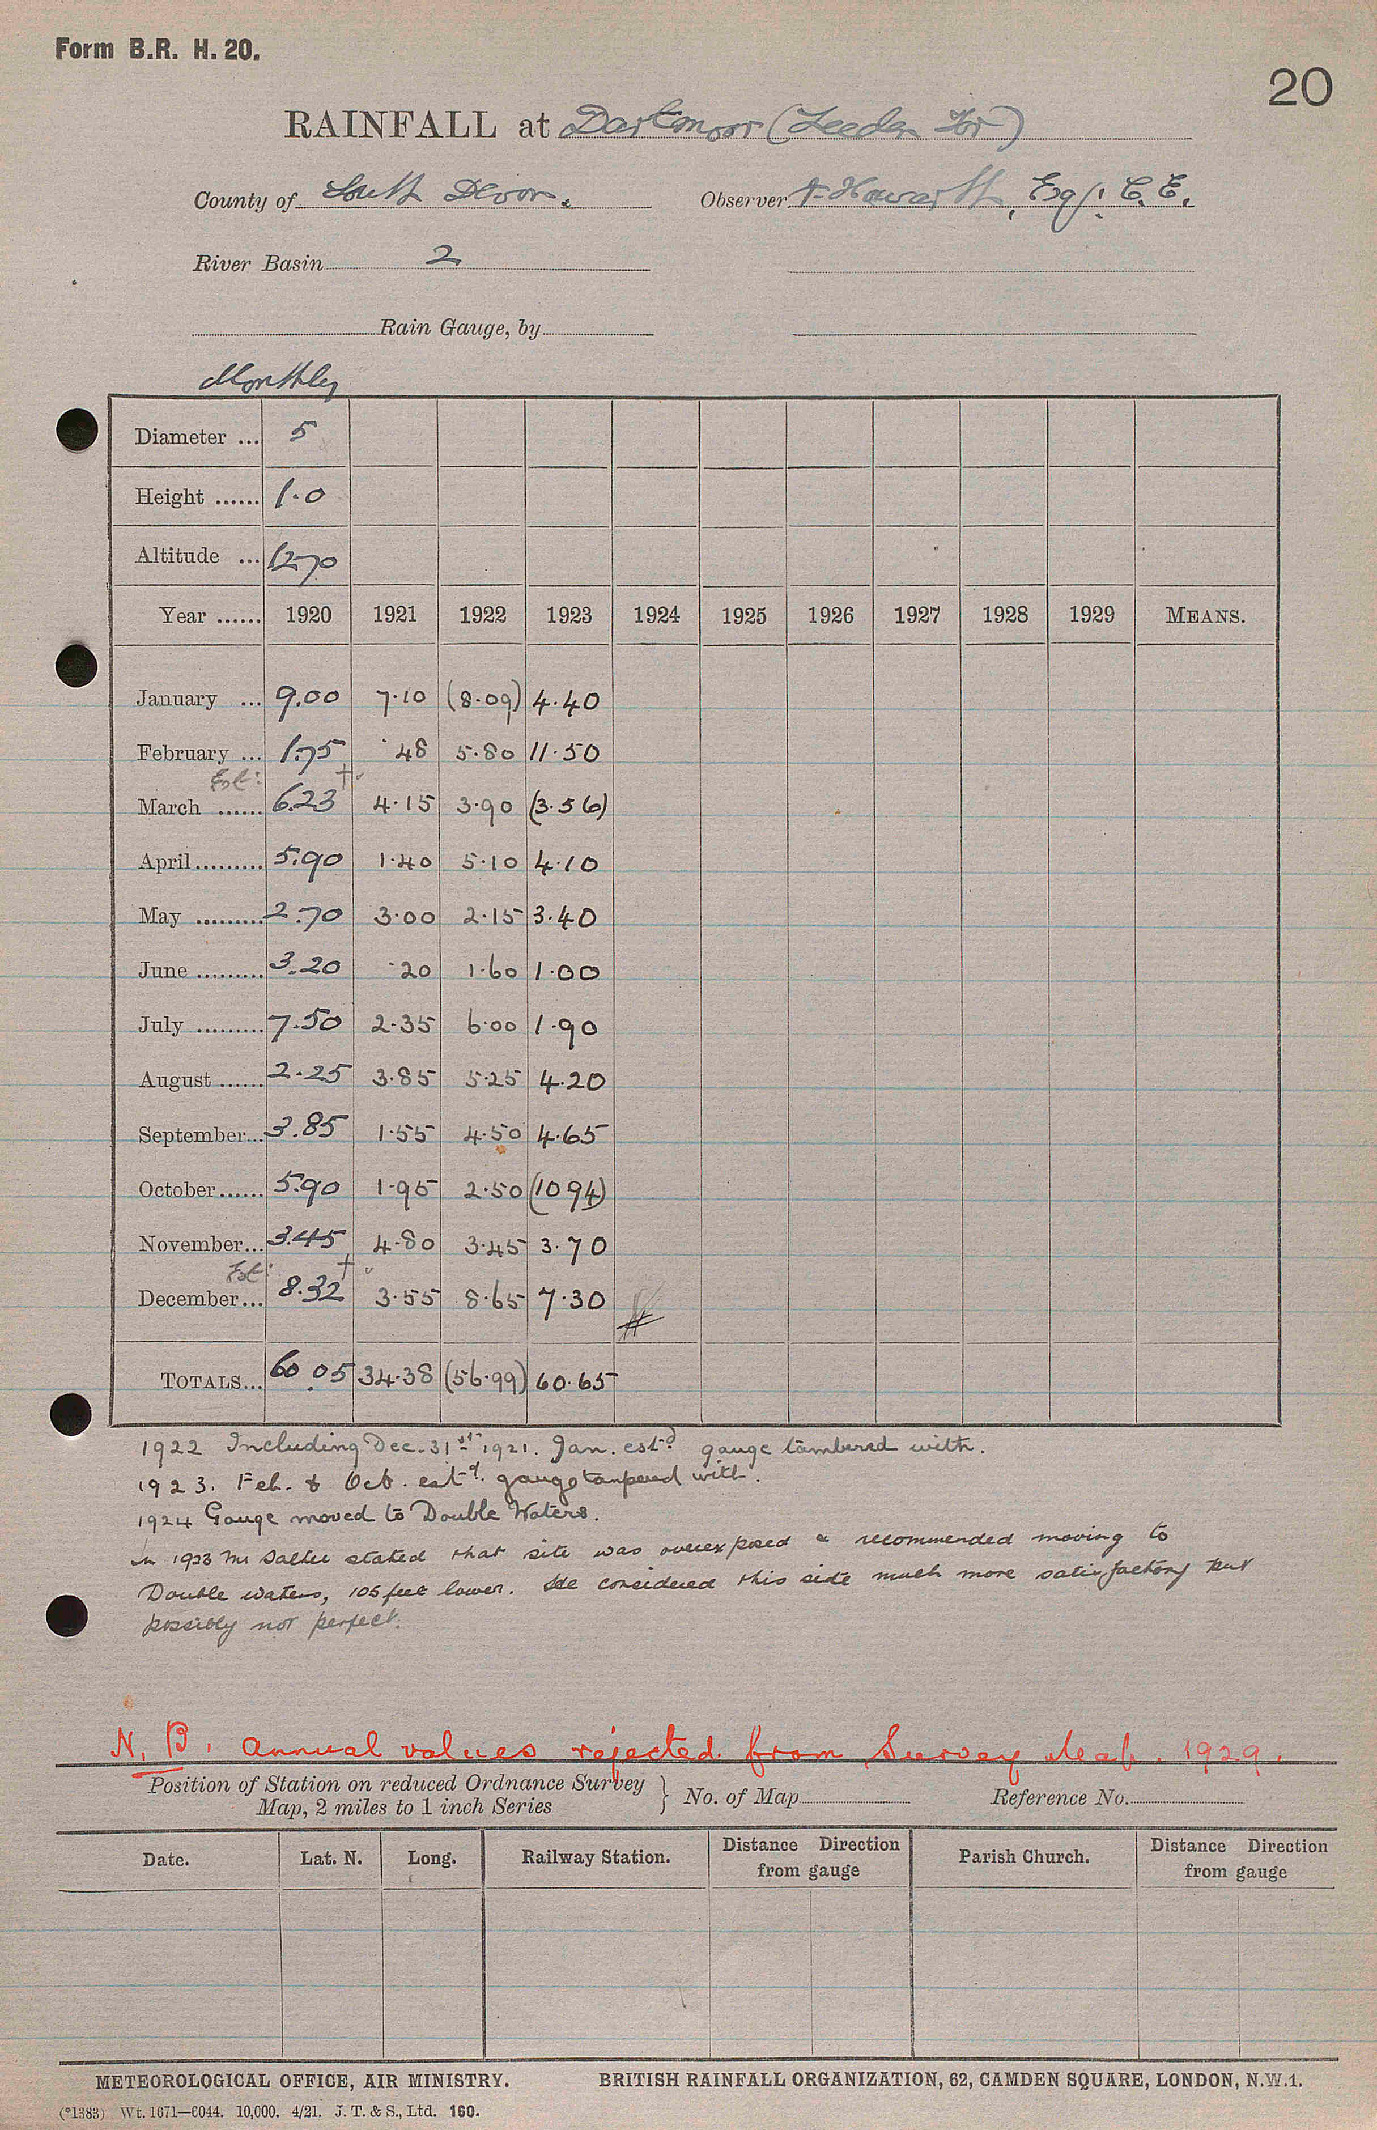 Form B.R. H. 20.
20
RAINFALL at Dartmoor (Leeden Tor)
County of South Devon. Observer A. Howarth, Esq., C.E.
River Basin 2
Rain Gauge, by
Monthly
Diameter ... 5
Height ...... 1.0
Altitude ... 1270
Year ...... 1920 1921 1922 1923 1924 1925 1926 1927 1928 1929 MEANS.
January ... 9.00 7.10 (8.09) 4.40
February ... 1.75 .48 5.80 11.50
Est: †
March ...... 6.23 4.15 3.90 (3.56)
April ......... 5.90 1.40 5.10 4.10
May ......... 2.70 3.00 2.15 3.40
June ......... 3.20 .20 1.60 1.00
July ......... 7.50 2.35 6.00 1.90
August ...... 2.25 3.85 5.25 4.20
September... 3.85 1.55 4.50 4.65
October ...... 5.90 1.95 2.50 (10 94)
November... 3.45 4.80 3.45 3.70
Est: †
December... 8.32 3.55 8.65 7.30
TOTALS... 60.05 34.38 (56.99) 60.65
1922 Including Dec. 31st 1921. Jan. estd gauge tambered with.
1923. Feb. & Oct. estd. gauge tampered with.
1924 Gauge moved to Double Waters.
In 1923 Mr Salter stated that site was overexposed & recommended moving to
Double waters, 105 feet lower. He considered this side much more satisfactory but
possibly not perfect.
N.B. Annual values rejected from Survey Map. 1929.
Position of Station on reduced Ordnance Survey
Map, 2 miles to 1 inch Series } No. of Map Reference No.
Date. Lat. N. Long. Railway Station. Distance Direction from gauge Parish Church. Distance Direction from gauge
METEOROLOGICAL OFFICE, AIR MINISTRY. BRITISH RAINFALL ORGANIZATION, 62, CAMDEN SQUARE, LONDON, N.W.1.
(*1383) Wt. 1671—C044. 10,000. 4/21. J. T. & S., Ltd. 160.